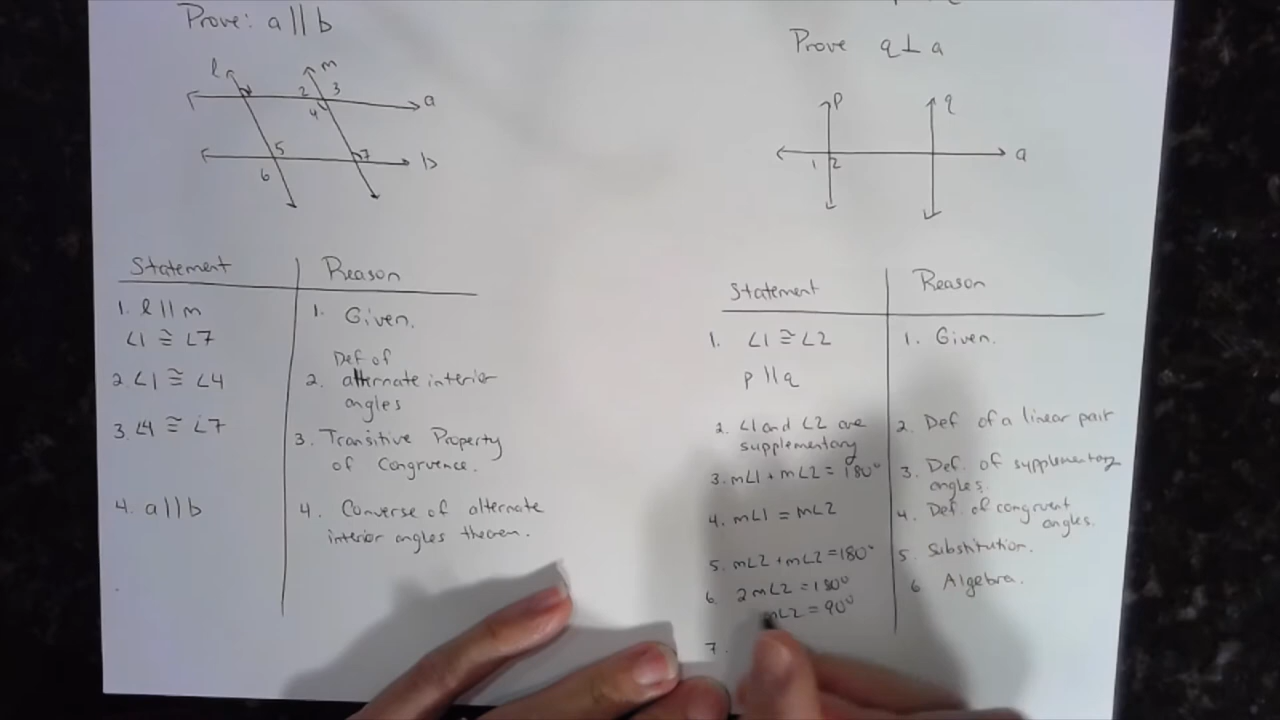 Prove: a || b
l
m
2
3
a
4
5
7
b
6
Statement
Reason
1. l || m
1. Given.
∠1 ≅ ∠7
Def of
2. ∠1 ≅ ∠4
2. alternate interior
angles
3. ∠4 ≅ ∠7
3. Transitive Property
of Congruence.
4. a || b
4. Converse of alternate
interior angles theorem.
Prove q ⊥ a
p
q
a
1
2
Statement
Reason
1. ∠1 ≅ ∠2
1. Given.
p || q
2. ∠1 and ∠2 are
supplementary
2. Def of a linear pair
3. m∠1 + m∠2 = 180°
3. Def. of supplementary
angles.
4. m∠1 = m∠2
4. Def. of congruent
angles.
5. m∠2 + m∠2 = 180°
5. Substitution.
6. 2m∠2 = 180°
6 Algebra.
m∠2 = 90°
7.